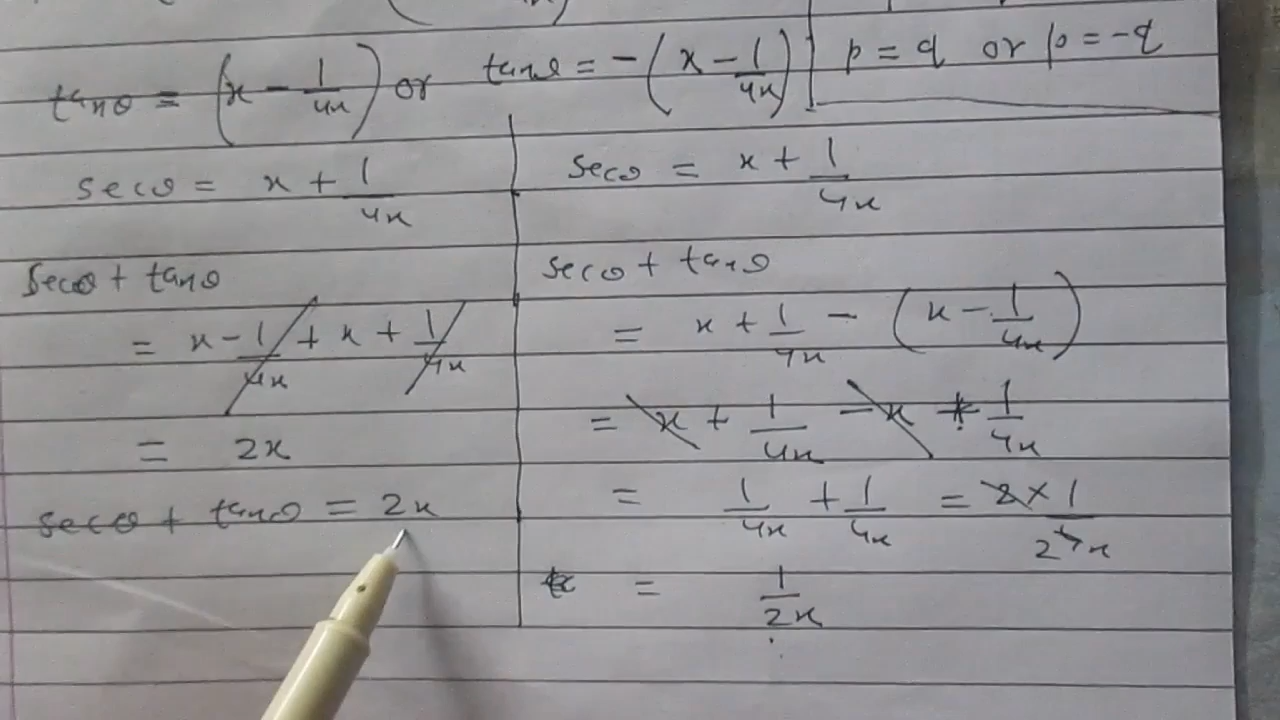 tanθ = (x - 1/4x) or tanθ = -(x - 1/4x)
p = q or p = -q
secθ = x + 1/4x
secθ + tanθ
= x - 1/4x + x + 1/4x
= 2x
secθ + tanθ = 2x
secθ = x + 1/4x
secθ + tanθ
= x + 1/4x - (x - 1/4x)
= x + 1/4x - x + 1/4x
= 1/4x + 1/4x = 2 × 1/4x
= 1/2x